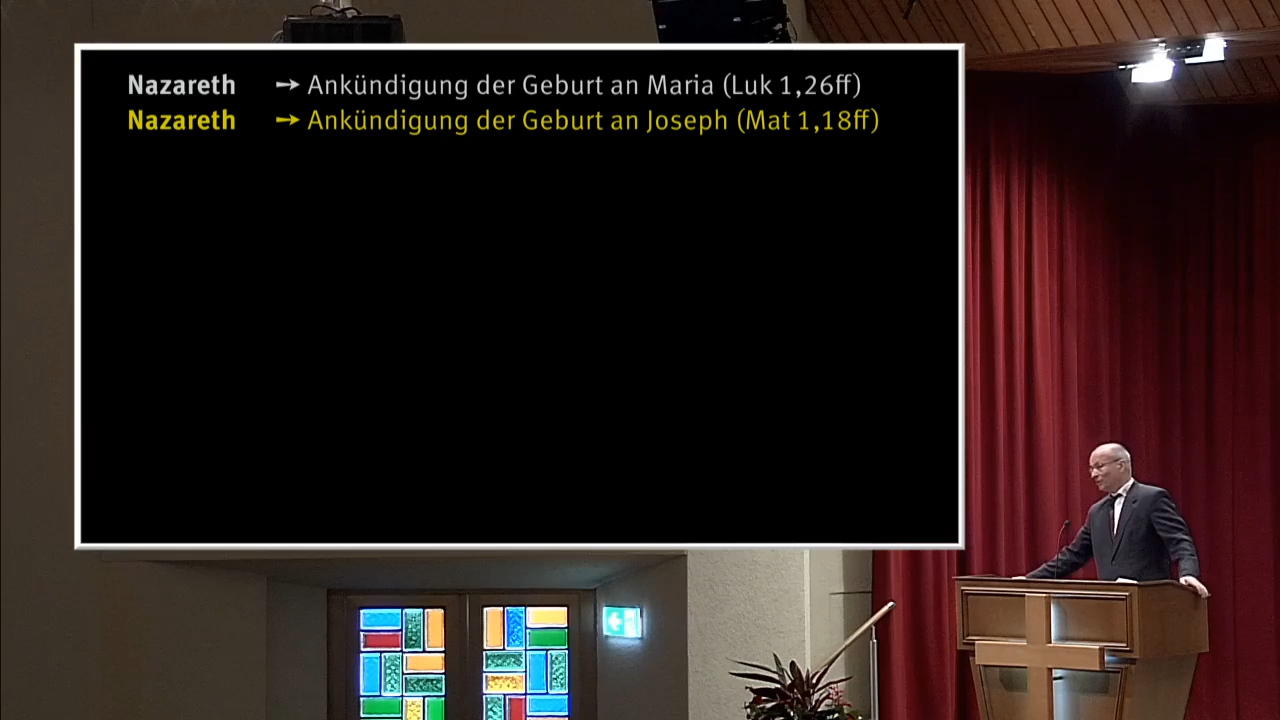 Nazareth → Ankündigung der Geburt an Maria (Luk 1,26ff)
Nazareth → Ankündigung der Geburt an Joseph (Mat 1,18ff)